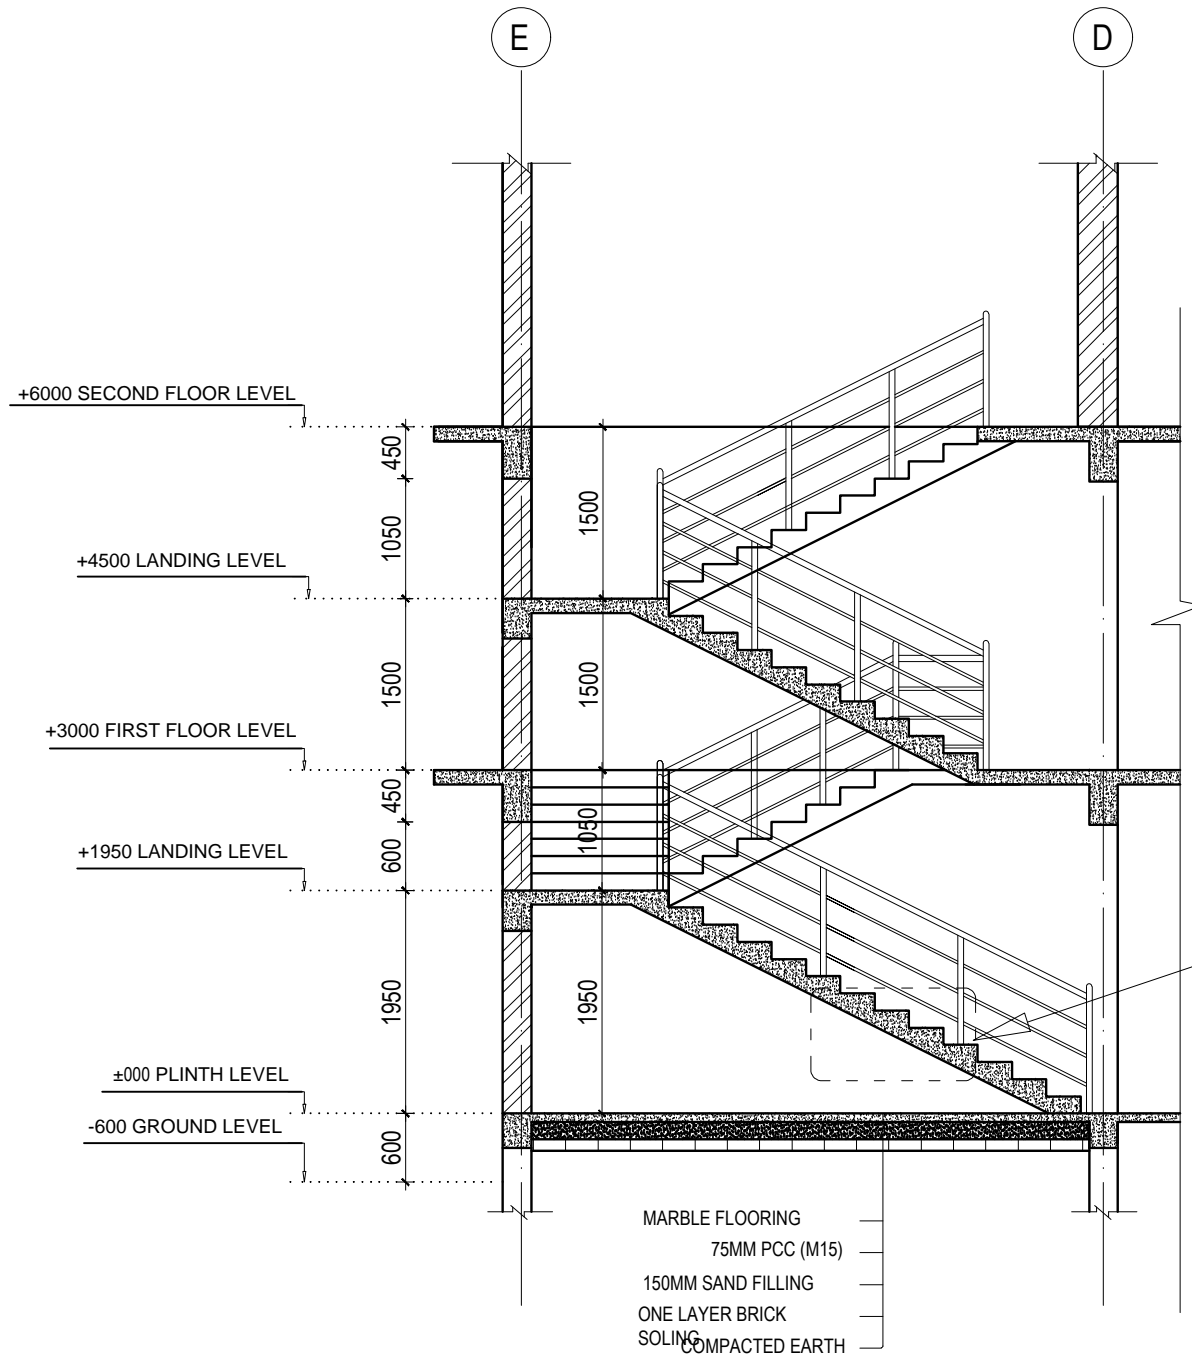 E
D
+6000 SECOND FLOOR LEVEL
450
1500
1050
+4500 LANDING LEVEL
1500
1500
+3000 FIRST FLOOR LEVEL
450
1050
+1950 LANDING LEVEL
600
1950
1950
±000 PLINTH LEVEL
-600 GROUND LEVEL
600
MARBLE FLOORING
75MM PCC (M15)
150MM SAND FILLING
ONE LAYER BRICK
SOLING
COMPACTED EARTH